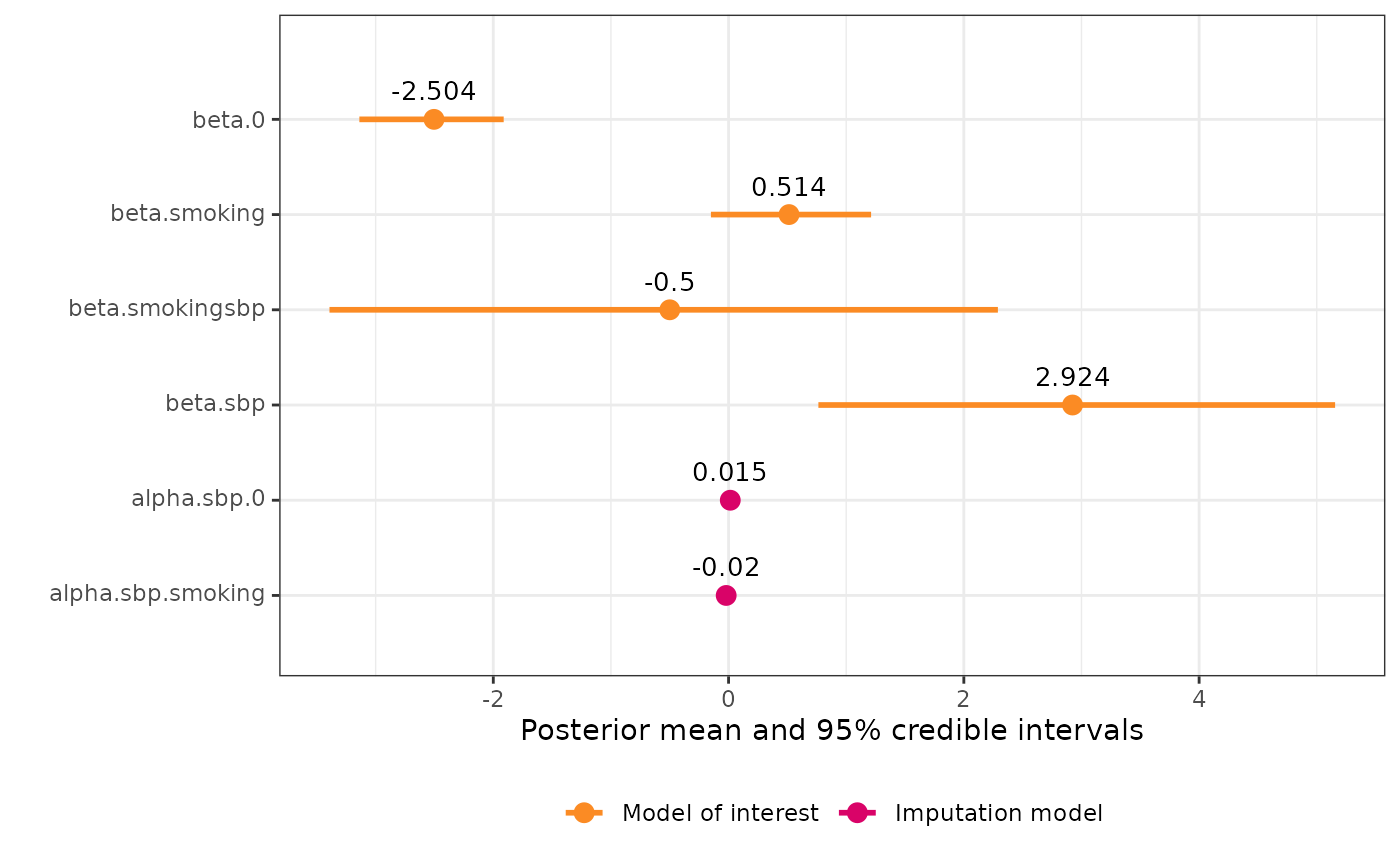 -2.504
beta.0
0.514
beta.smoking
-0.5
beta.smokingsbp
2.924
beta.sbp
0.015
alpha.sbp.0
-0.02
alpha.sbp.smoking
-2 0 2 4
Posterior mean and 95% credible intervals
Model of interest Imputation model